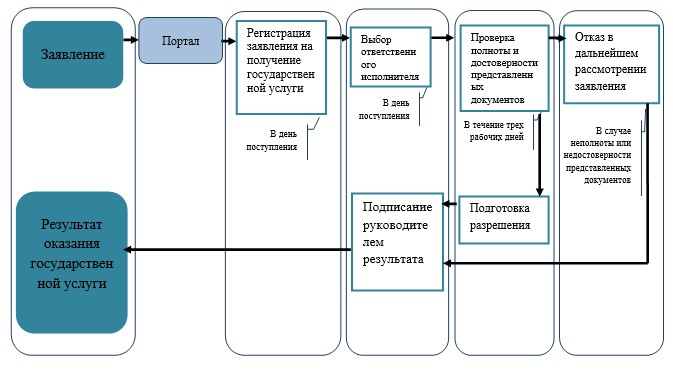 Заявление
Портал
Регистрация
заявления на
получение
государствен
ной услуги
В день
поступления
Выбор
ответственн
ого
исполнителя
В день
поступления
Проверка
полноты и
достоверности
представленн
ых
документов
В течение трех
рабочих дней
Отказ в
дальнейшем
рассмотрении
заявления
В случае
неполноты или
недостоверности
представленных
документов
Подготовка
разрешения
Подписание
руководите
лем
результата
Результат
оказания
государствен
ной услуги